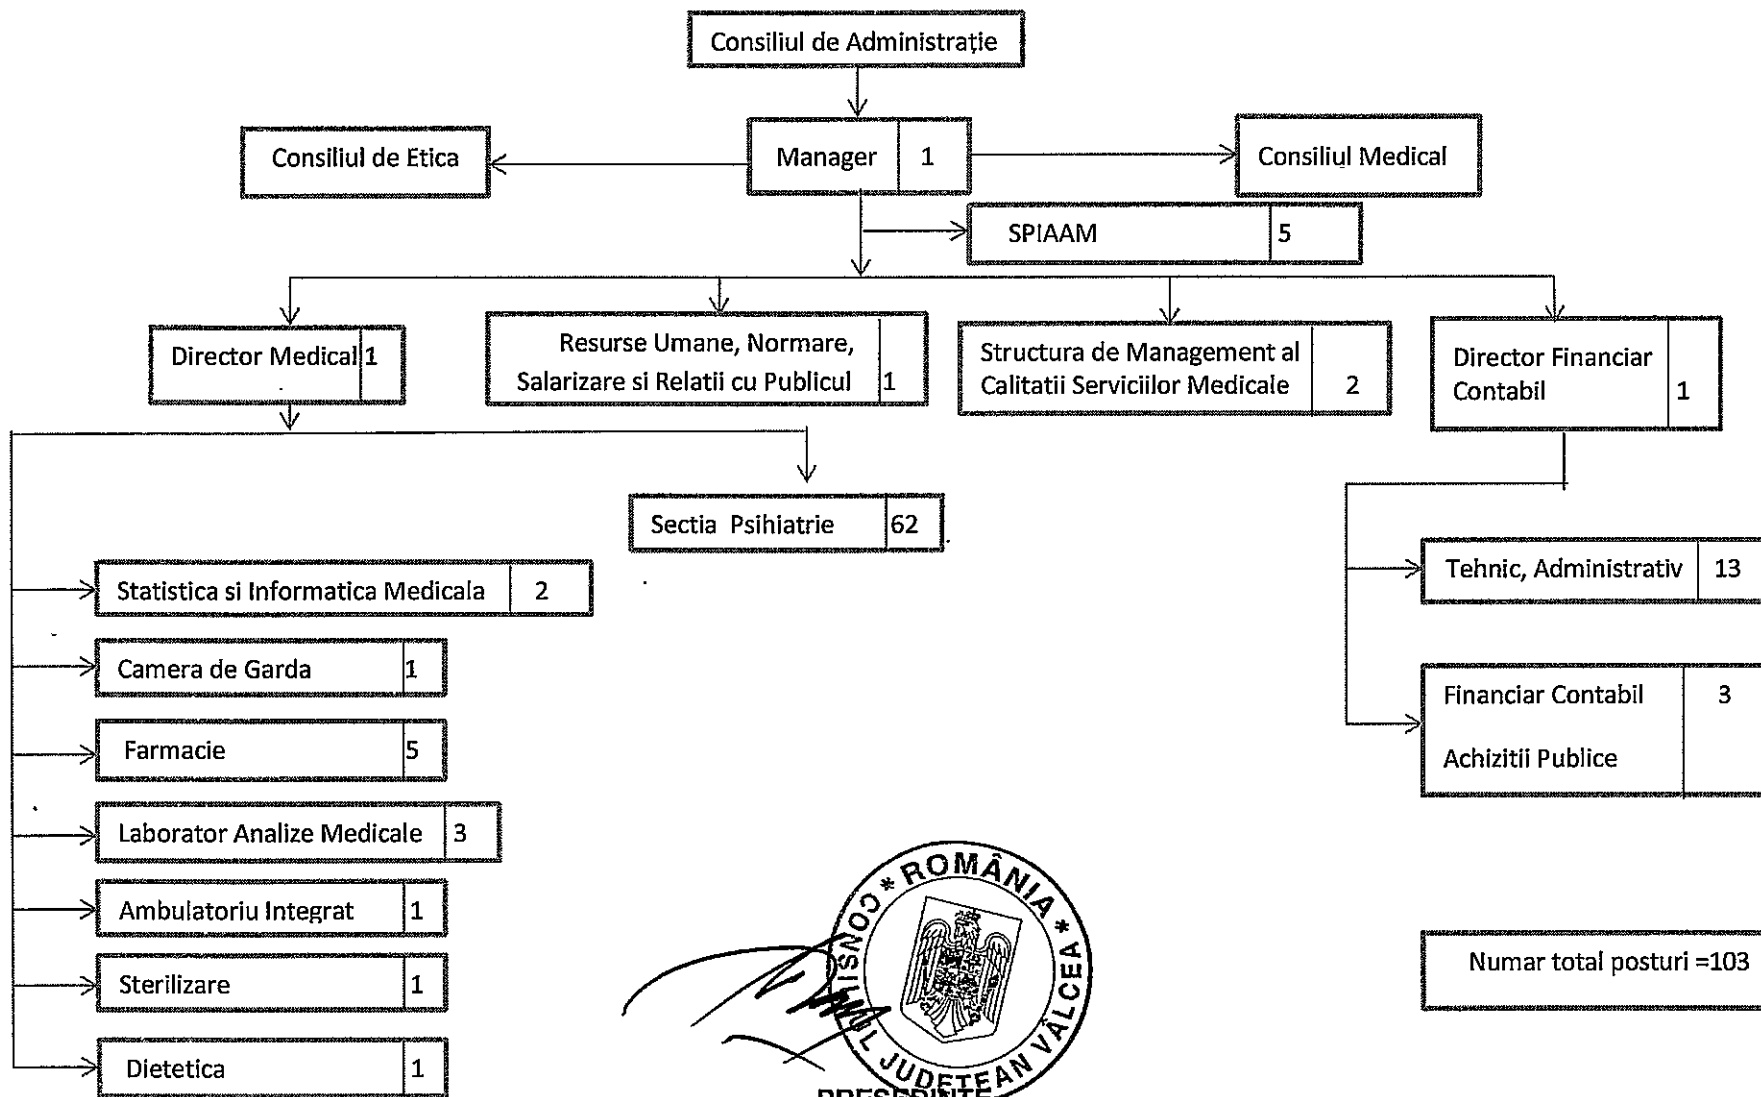 Consiliul de Administrație
Consiliul de Etica
Manager 1
Consiliul Medical
SPIAAM 5
Director Medical 1
Resurse Umane, Normare,
Salarizare si Relatii cu Publicul 1
Structura de Management al
Calitatii Serviciilor Medicale 2
Director Financiar
Contabil 1
Sectia Psihiatrie 62
Statistica si Informatica Medicala 2
Camera de Garda 1
Farmacie 5
Laborator Analize Medicale 3
Ambulatoriu Integrat 1
Sterilizare 1
Dietetica 1
Tehnic, Administrativ 13
Financiar Contabil 3
Achizitii Publice
Numar total posturi =103
* ROMÂNIA *
CONSILIUL JUDEȚEAN VÂLCEA
PREȘEDINTE